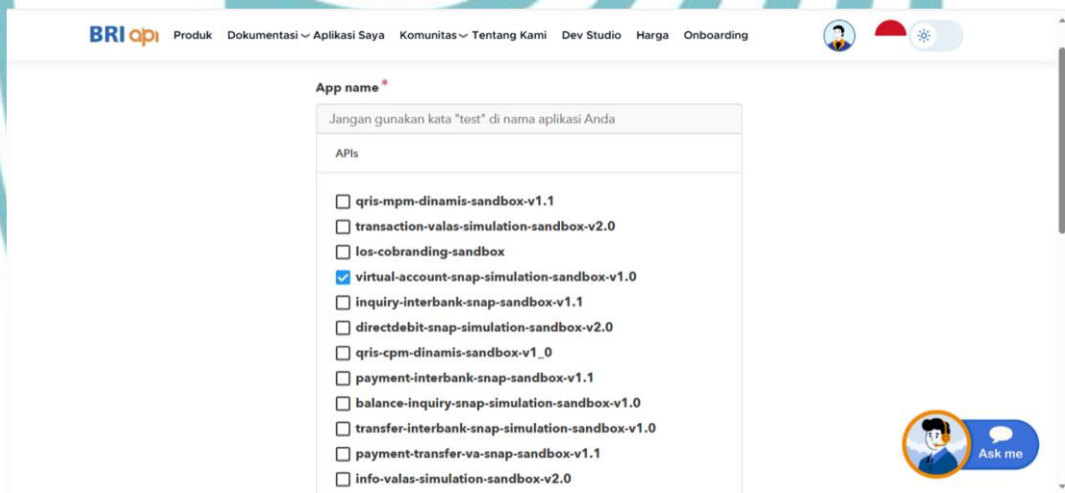 BRI api Produk Dokumentasi Aplikasi Saya Komunitas Tentang Kami Dev Studio Harga Onboarding
App name *
Jangan gunakan kata "test" di nama aplikasi Anda
APIs
qris-mpm-dinamis-sandbox-v1.1
transaction-valas-simulation-sandbox-v2.0
los-cobranding-sandbox
virtual-account-snap-simulation-sandbox-v1.0
inquiry-interbank-snap-sandbox-v1.1
directdebit-snap-simulation-sandbox-v2.0
qris-cpm-dinamis-sandbox-v1_0
payment-interbank-snap-sandbox-v1.1
balance-inquiry-snap-simulation-sandbox-v1.0
transfer-interbank-snap-simulation-sandbox-v1.0
payment-transfer-va-snap-sandbox-v1.1
info-valas-simulation-sandbox-v2.0
Ask me